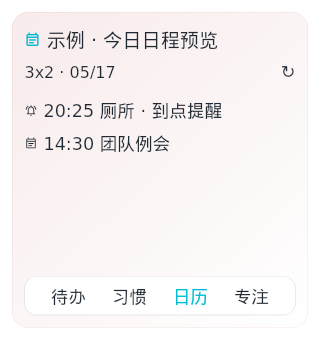 示例 · 今日日程预览
3x2 · 05/17
20:25 厕所 · 到点提醒
14:30 团队例会
待办 习惯 日历 专注